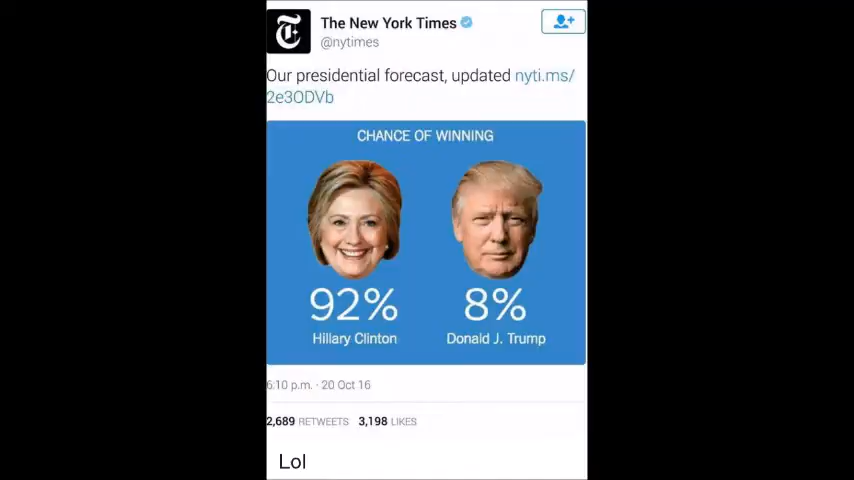 The New York Times
@nytimes
Our presidential forecast, updated nyti.ms/
2e3ODVb
CHANCE OF WINNING
92% 8%
Hillary Clinton Donald J. Trump
6:10 p.m. · 20 Oct 16
2,689 RETWEETS 3,198 LIKES
Lol